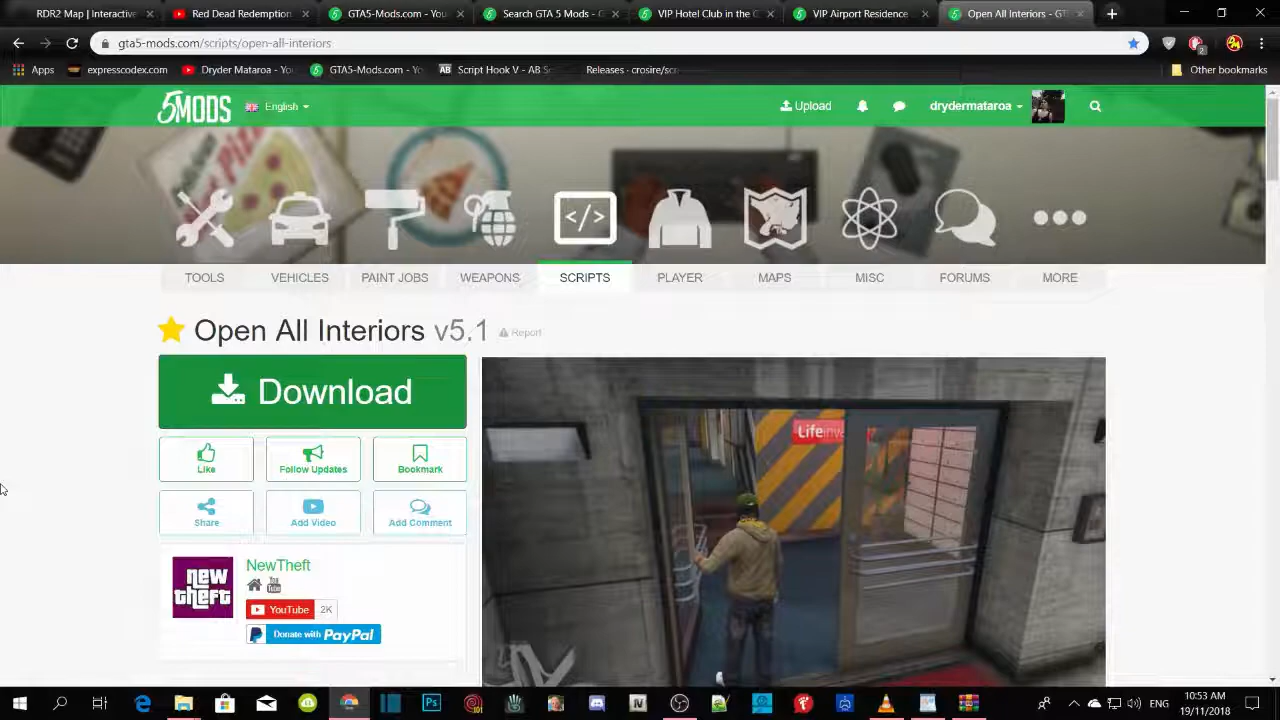 RDR2 Map | Interactive
Red Dead Redemption
GTA5-Mods.com - You
Search GTA 5 Mods - G
VIP Hotel Club in the G
VIP Airport Residence
Open All Interiors - GT
gta5-mods.com/scripts/open-all-interiors
2
Apps
expresscodex.com
Dryder Mataroa - You
GTA5-Mods.com - Yo
AB
Script Hook V - AB S
Releases · crosire/scr
Other bookmarks
5MODS
English
Upload
drydermataroa
TOOLS
VEHICLES
PAINT JOBS
WEAPONS
SCRIPTS
PLAYER
MAPS
MISC
FORUMS
MORE
Open All Interiors v5.1
Report
Download
Like
Follow Updates
Bookmark
Share
Add Video
Add Comment
Lifeinv
new
theft
NewTheft
YouTube
2K
Donate with PayPal
ENG
10:53 AM
19/11/2018